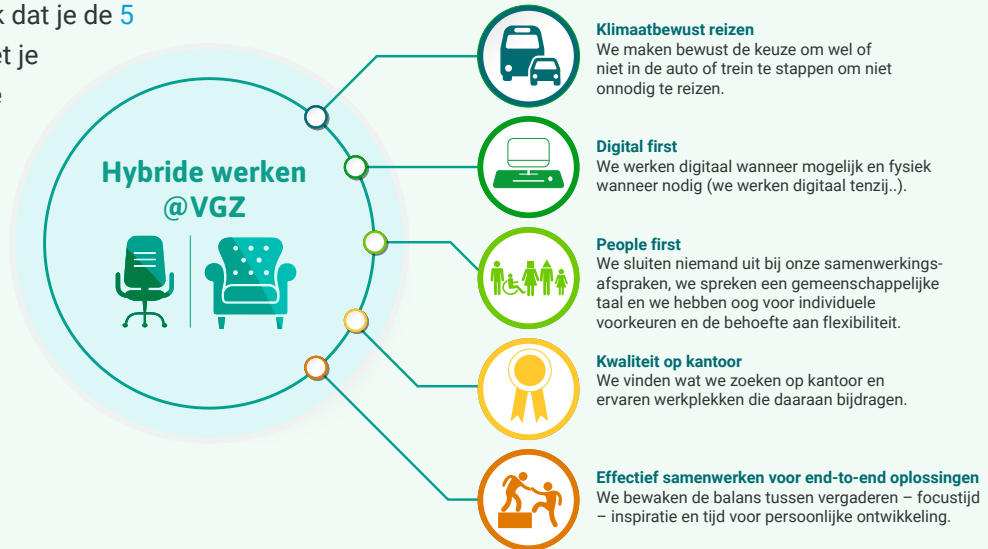 k dat je de 5
et je
e
Hybride werken
@VGZ
Klimaatbewust reizen
We maken bewust de keuze om wel of
niet in de auto of trein te stappen om niet
onnodig te reizen.
Digital first
We werken digitaal wanneer mogelijk en fysiek
wanneer nodig (we werken digitaal tenzij..).
People first
We sluiten niemand uit bij onze samenwerkings-
afspraken, we spreken een gemeenschappelijke
taal en we hebben oog voor individuele
voorkeuren en de behoefte aan flexibiliteit.
Kwaliteit op kantoor
We vinden wat we zoeken op kantoor en
ervaren werkplekken die daaraan bijdragen.
Effectief samenwerken voor end-to-end oplossingen
We bewaken de balans tussen vergaderen – focustijd
– inspiratie en tijd voor persoonlijke ontwikkeling.